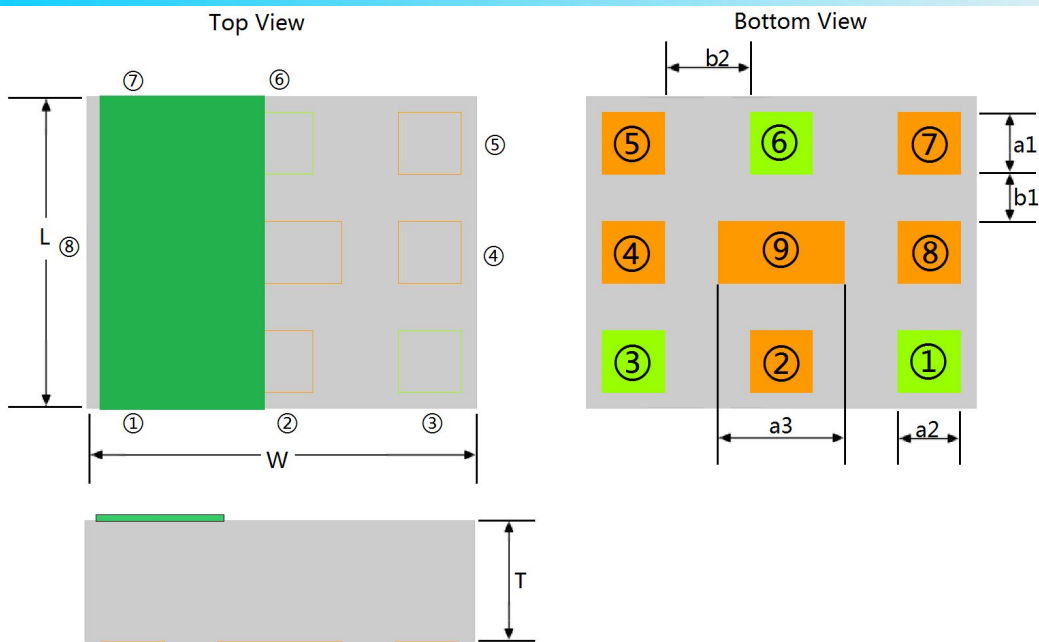 Top View
Bottom View
⑦
⑥
b2
⑤
⑥
⑦
a1
⑤
b1
L
⑧
④
④
⑨
⑧
③
②
①
①
②
③
a3
a2
W
T